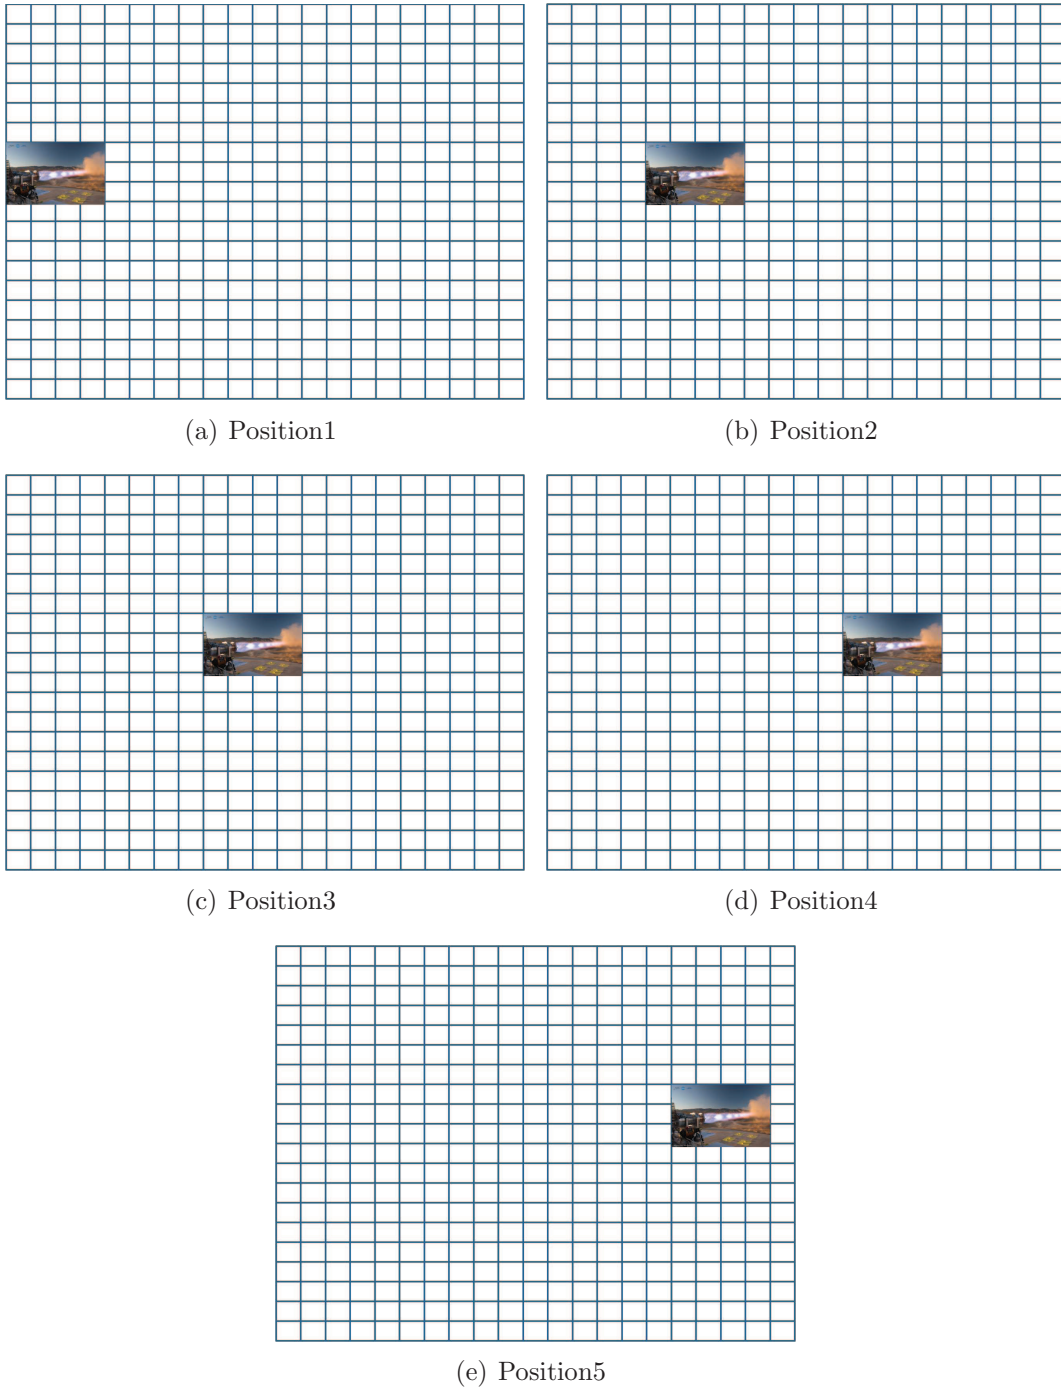 (a) Position1
(b) Position2
(c) Position3
(d) Position4
(e) Position5